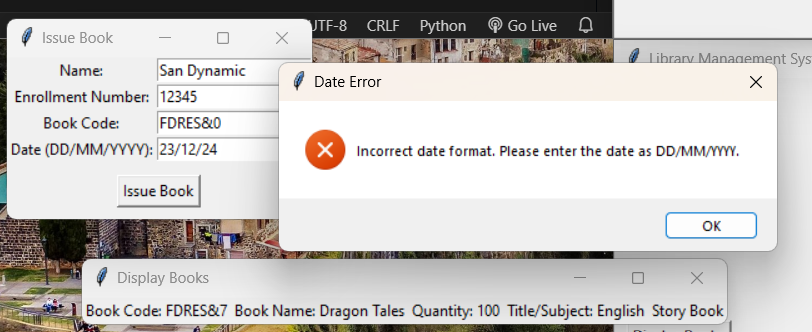 UTF-8 CRLF Python Go Live
Issue Book
Library Management Sys
Name: San Dynamic
Date Error
Enrollment Number: 12345
Book Code: FDRES&0
Date (DD/MM/YYYY): 23/12/24
Incorrect date format. Please enter the date as DD/MM/YYYY.
Issue Book
OK
Display Books
Book Code: FDRES&7 Book Name: Dragon Tales Quantity: 100 Title/Subject: English Story Book